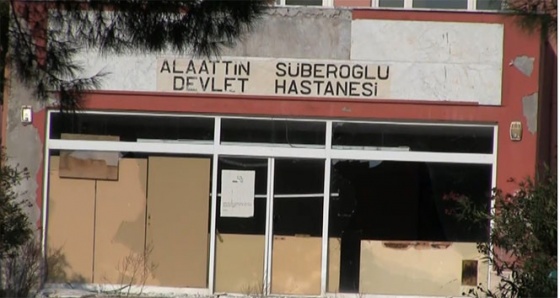 ALAATTİN SÜBEROĞLU
DEVLET HASTANESİ